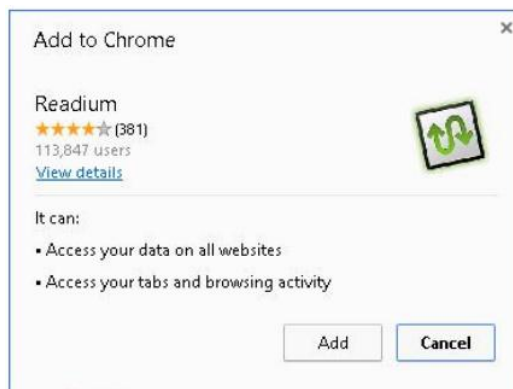 Add to Chrome
×
Readium
★★★★☆ (381)
113,847 users
View details
It can:
▪ Access your data on all websites
▪ Access your tabs and browsing activity
Add
Cancel